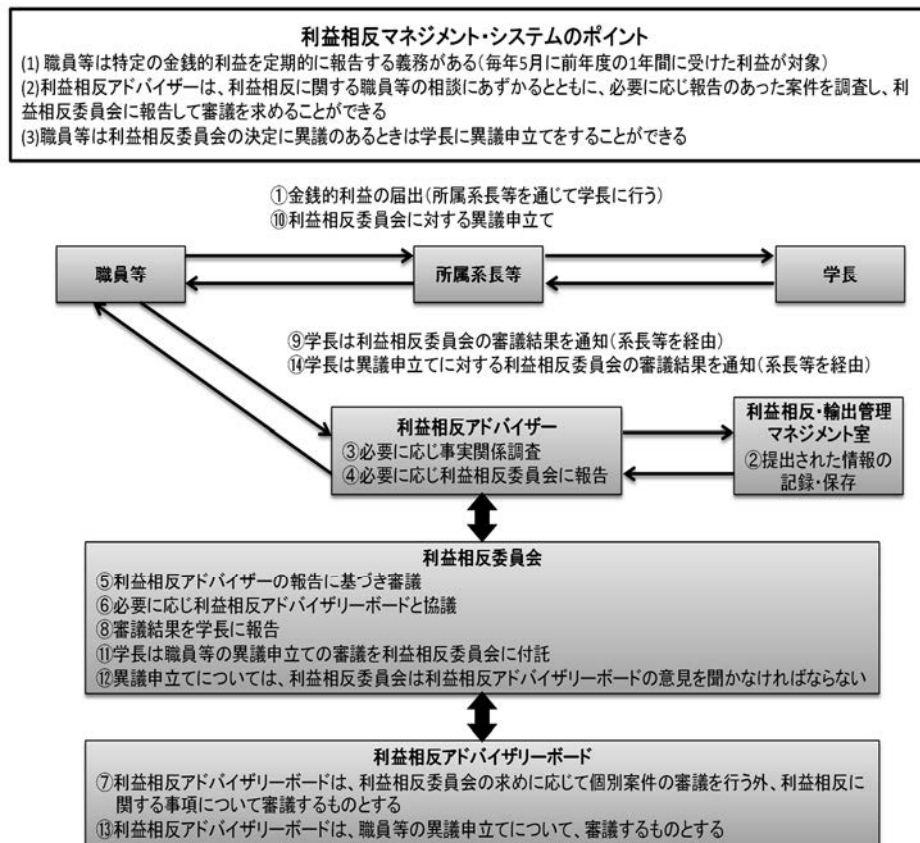 利益相反マネジメント・システムのポイント
(1) 職員等は特定の金銭的利益を定期的に報告する義務がある(毎年5月に前年度の1年間に受けた利益が対象)
(2)利益相反アドバイザーは、利益相反に関する職員等の相談にあずかるとともに、必要に応じ報告のあった案件を調査し、利
益相反委員会に報告して審議を求めることができる
(3)職員等は利益相反委員会の決定に異議のあるときは学長に異議申立てをすることができる
①金銭的利益の届出(所属系長等を通じて学長に行う)
⑩利益相反委員会に対する異議申立て
職員等
所属系長等
学長
⑨学長は利益相反委員会の審議結果を通知(系長等を経由)
⑭学長は異議申立てに対する利益相反委員会の審議結果を通知(系長等を経由)
利益相反アドバイザー
③必要に応じ事実関係調査
④必要に応じ利益相反委員会に報告
利益相反・輸出管理
マネジメント室
②提出された情報の
記録・保存
利益相反委員会
⑤利益相反アドバイザーの報告に基づき審議
⑥必要に応じ利益相反アドバイザリーボードと協議
⑧審議結果を学長に報告
⑪学長は職員等の異議申立ての審議を利益相反委員会に付託
⑫異議申立てについては、利益相反委員会は利益相反アドバイザリーボードの意見を聞かなければならない
利益相反アドバイザリーボード
⑦利益相反アドバイザリーボードは、利益相反委員会の求めに応じて個別案件の審議を行う外、利益相反に
関する事項について審議するものとする
⑬利益相反アドバイザリーボードは、職員等の異議申立てについて、審議するものとする